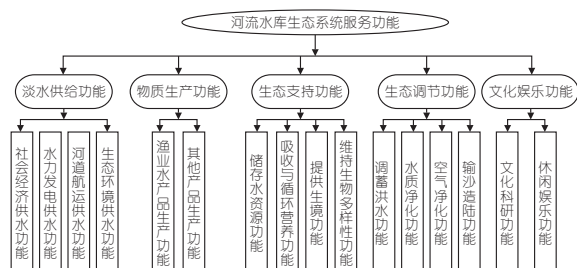 河流水库生态系统服务功能
淡水供给功能
物质生产功能
生态支持功能
生态调节功能
文化娱乐功能
社会经济供水功能
水力发电供水功能
河道航运供水功能
生态环境供水功能
渔业水产品生产功能
其他产品生产功能
储存水资源功能
吸收与循环营养功能
提供生境功能
维持生物多样性功能
调蓄洪水功能
水质净化功能
空气净化功能
输沙造陆功能
文化科研功能
休闲娱乐功能